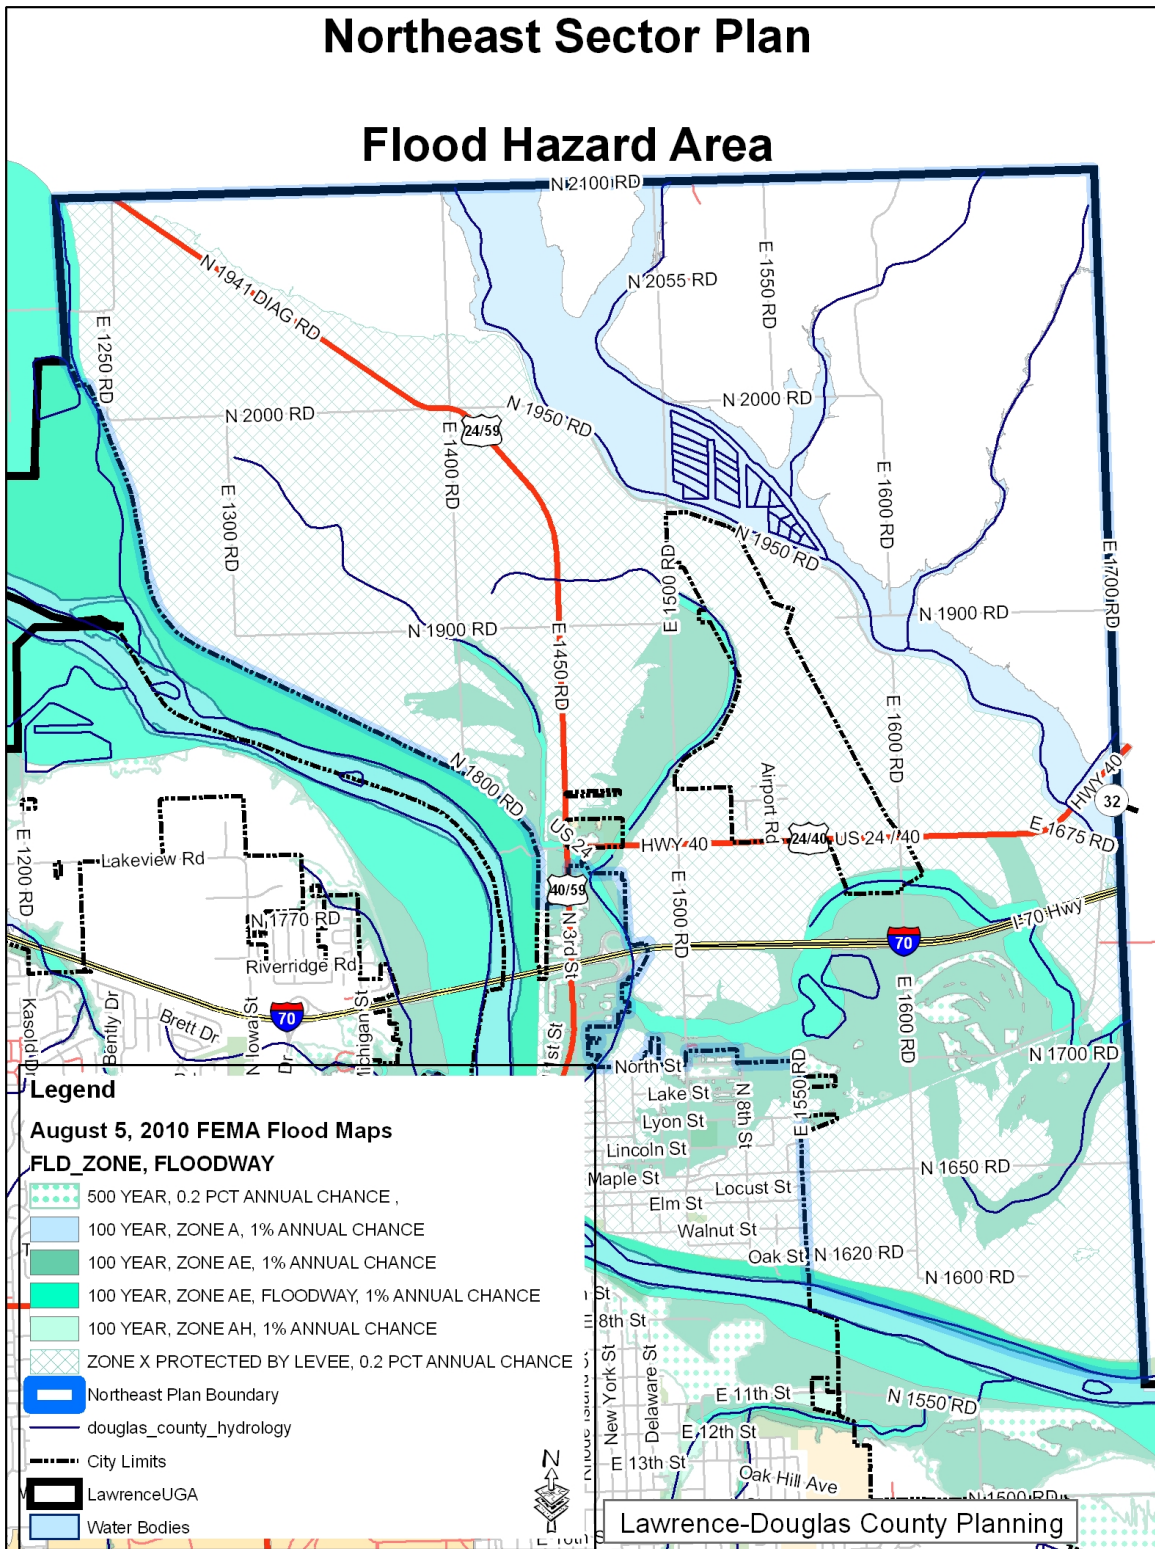 Northeast Sector Plan
Flood Hazard Area
N 2100 RD
N 1941 DIAG RD
N 2055 RD
E 1550 RD
E 1250 RD
N 2000 RD
N 1950 RD
N 2000 RD
24/59
E 1400 RD
E 1300 RD
E 1600 RD
N 1950 RD
E 1500 RD
E 1700 RD
N 1900 RD
N 1900 RD
E 1450 RD
E 1600 RD
N 1800 RD
Airport Rd
HWY 40
32
US 24
HWY 40
24/40
US 24 / 40
E 1675 RD
E 1200 RD
Lakeview Rd
40/59
E 1500 RD
N 1770 RD
N 3rd St
I-70 Hwy
70
Riverridge Rd
E 1600 RD
Kasold Dr
Brett Dr
70
N Iowa St
Michigan St
N 1700 RD
North St
E 1550 RD
Lake St
N 8th St
Lyon St
Lincoln St
Maple St
N 1650 RD
Locust St
Elm St
Walnut St
Oak St
N 1620 RD
N 1600 RD
E 8th St
New York St
Delaware St
E 11th St
N 1550 RD
E 12th St
E 13th St
Oak Hill Ave
N 1500 RD
Legend
August 5, 2010 FEMA Flood Maps
FLD_ZONE, FLOODWAY
500 YEAR, 0.2 PCT ANNUAL CHANCE ,
100 YEAR, ZONE A, 1% ANNUAL CHANCE
100 YEAR, ZONE AE, 1% ANNUAL CHANCE
100 YEAR, ZONE AE, FLOODWAY, 1% ANNUAL CHANCE
100 YEAR, ZONE AH, 1% ANNUAL CHANCE
ZONE X PROTECTED BY LEVEE, 0.2 PCT ANNUAL CHANCE
Northeast Plan Boundary
douglas_county_hydrology
City Limits
LawrenceUGA
Water Bodies
N
Lawrence-Douglas County Planning